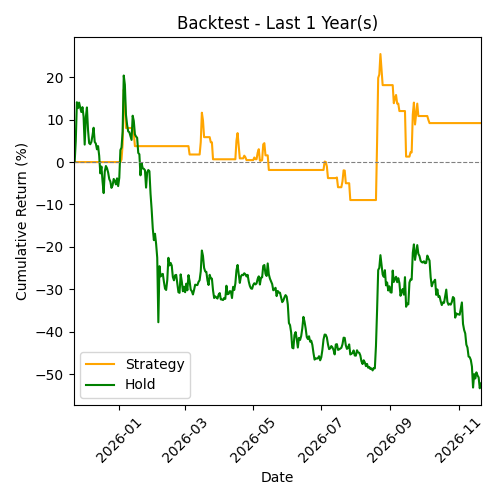 Backtest - Last 1 Year(s)
Cumulative Return (%)
20
10
0
−10
−20
−30
−40
−50
Strategy
Hold
2026-01
2026-03
2026-05
2026-07
2026-09
2026-11
Date